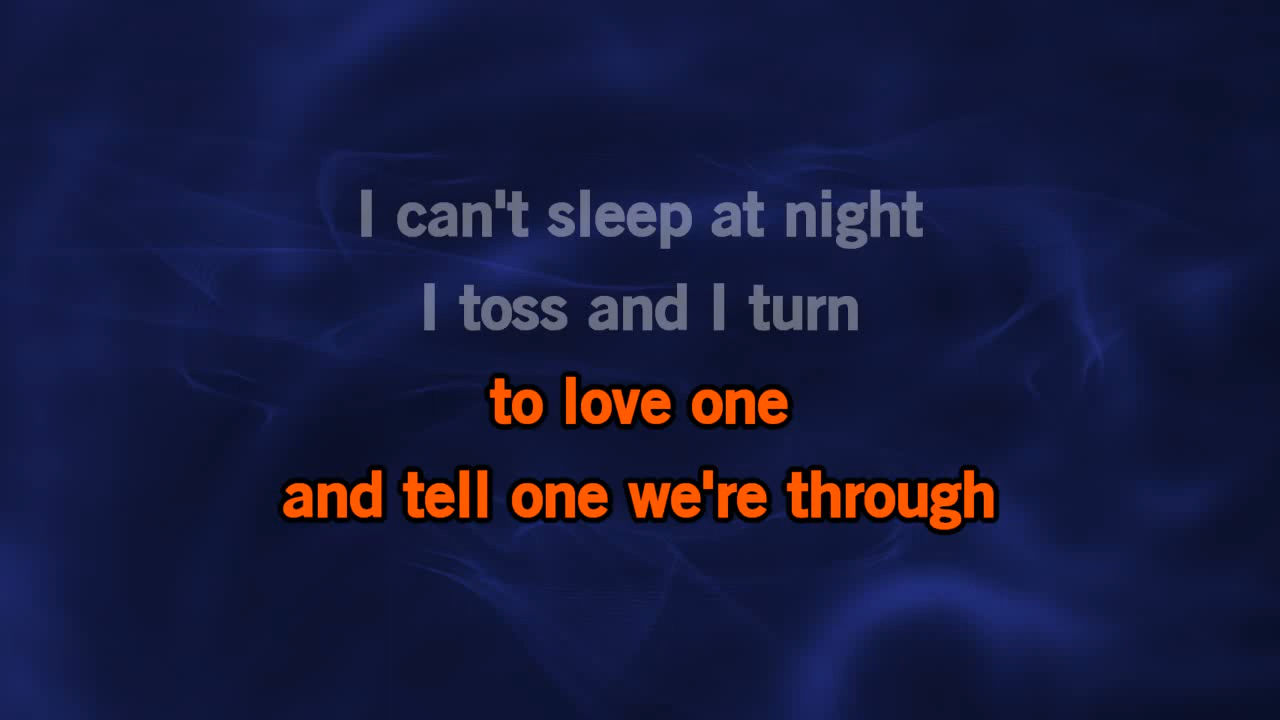 I can't sleep at night
I toss and I turn
to love one
and tell one we're through